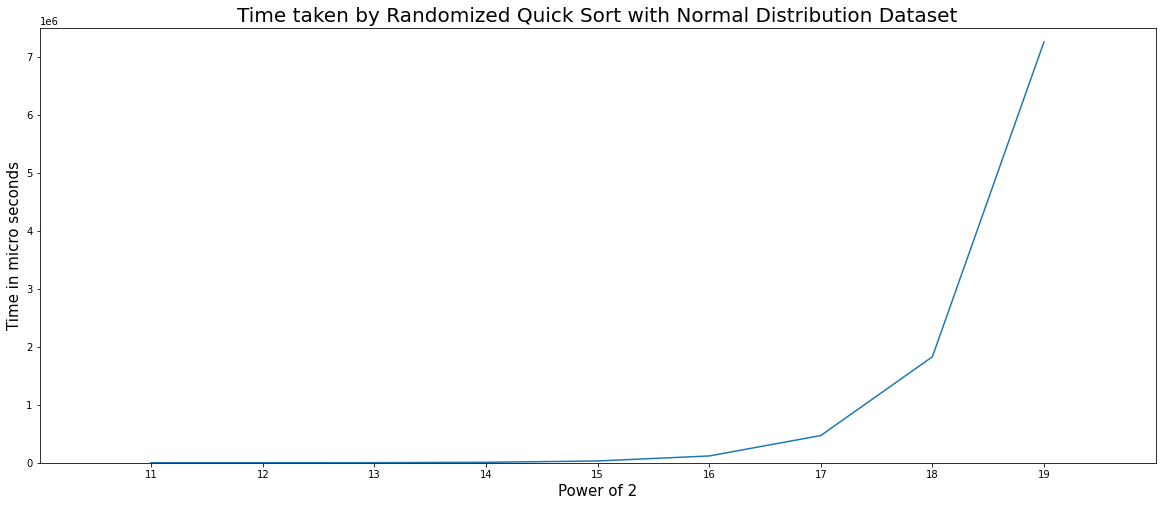 Time taken by Randomized Quick Sort with Normal Distribution Dataset
1e6
7
6
5
4
3
2
1
0
Time in micro seconds
11 12 13 14 15 16 17 18 19
Power of 2